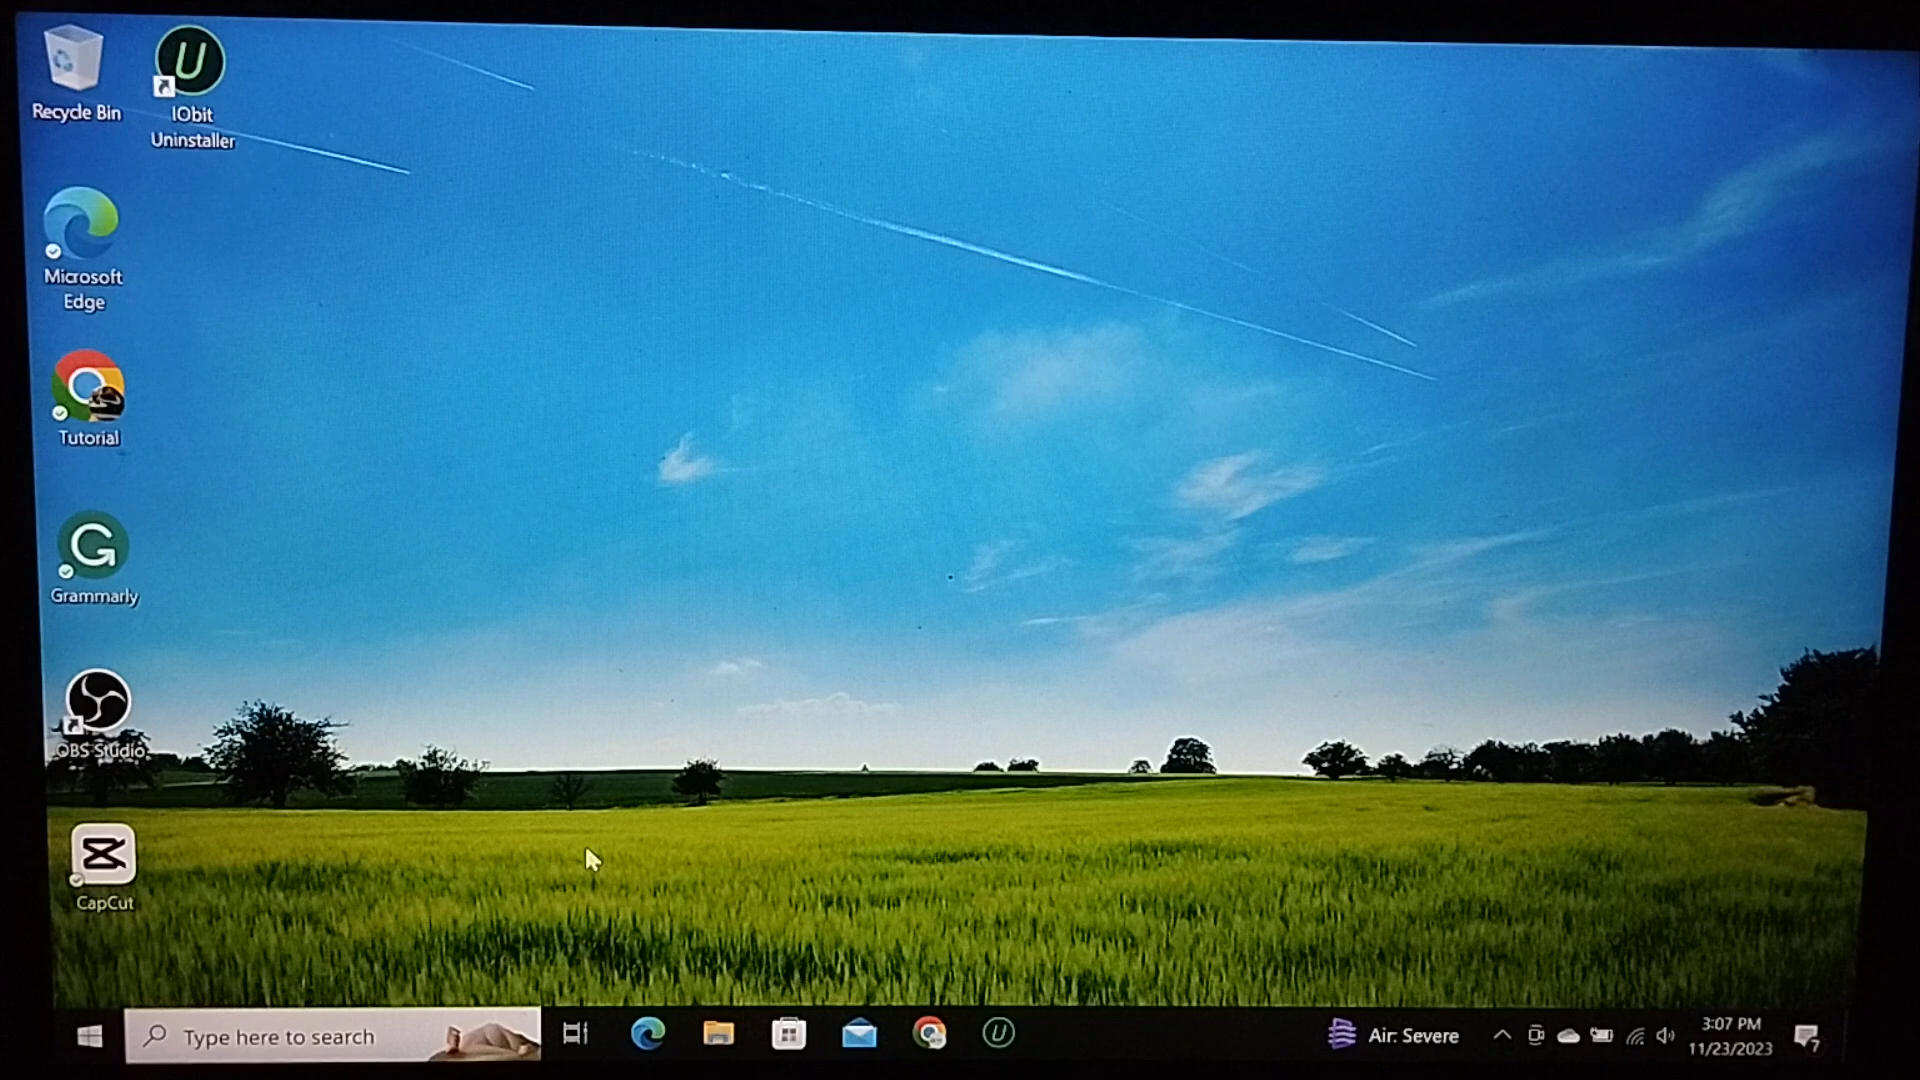 Recycle Bin
IObit
Uninstaller
Microsoft
Edge
Tutorial
Grammarly
OBS Studio
CapCut
Type here to search
Air: Severe
3:07 PM
11/23/2023
7